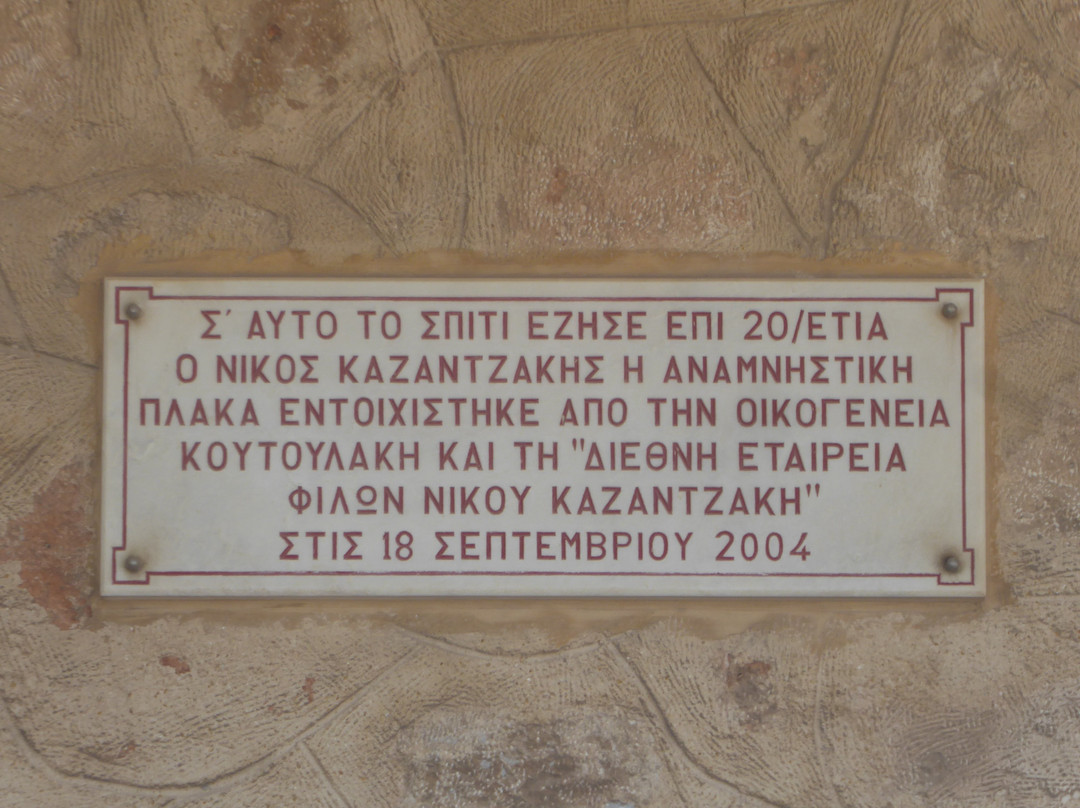 Σ΄ ΑΥΤΟ ΤΟ ΣΠΙΤΙ ΕΖΗΣΕ ΕΠΙ 20/ΕΤΙΑ
Ο ΝΙΚΟΣ ΚΑΖΑΝΤΖΑΚΗΣ Η ΑΝΑΜΝΗΣΤΙΚΗ
ΠΛΑΚΑ ΕΝΤΟΙΧΙΣΤΗΚΕ ΑΠΟ ΤΗΝ ΟΙΚΟΓΕΝΕΙΑ
ΚΟΥΤΟΥΛΑΚΗ ΚΑΙ ΤΗ "ΔΙΕΘΝΗ ΕΤΑΙΡΕΙΑ
ΦΙΛΩΝ ΝΙΚΟΥ ΚΑΖΑΝΤΖΑΚΗ"
ΣΤΙΣ 18 ΣΕΠΤΕΜΒΡΙΟΥ 2004